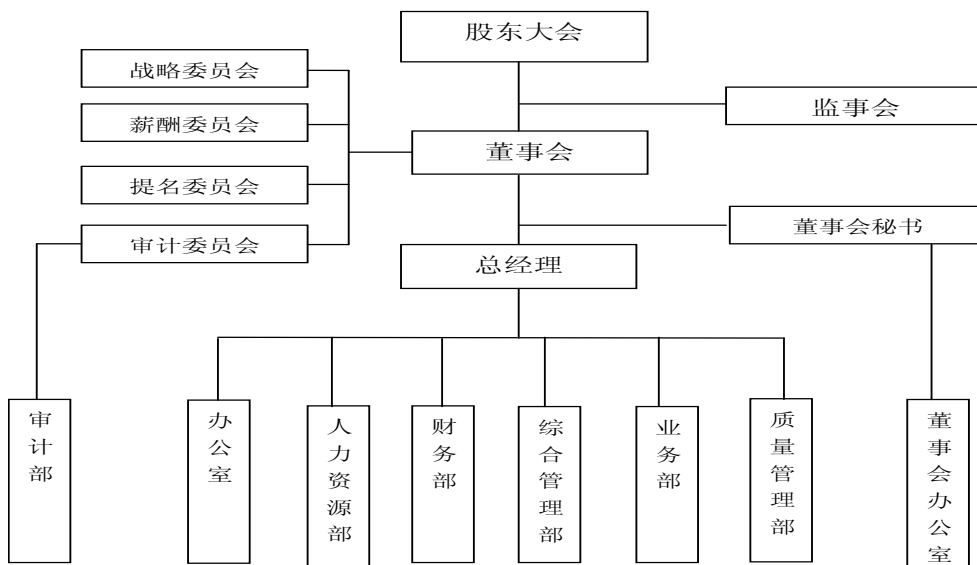 股东大会
战略委员会
监事会
薪酬委员会
董事会
提名委员会
董事会秘书
审计委员会
总经理
审计部
办公室
人力资源部
财务部
综合管理部
业务部
质量管理部
董事会办公室